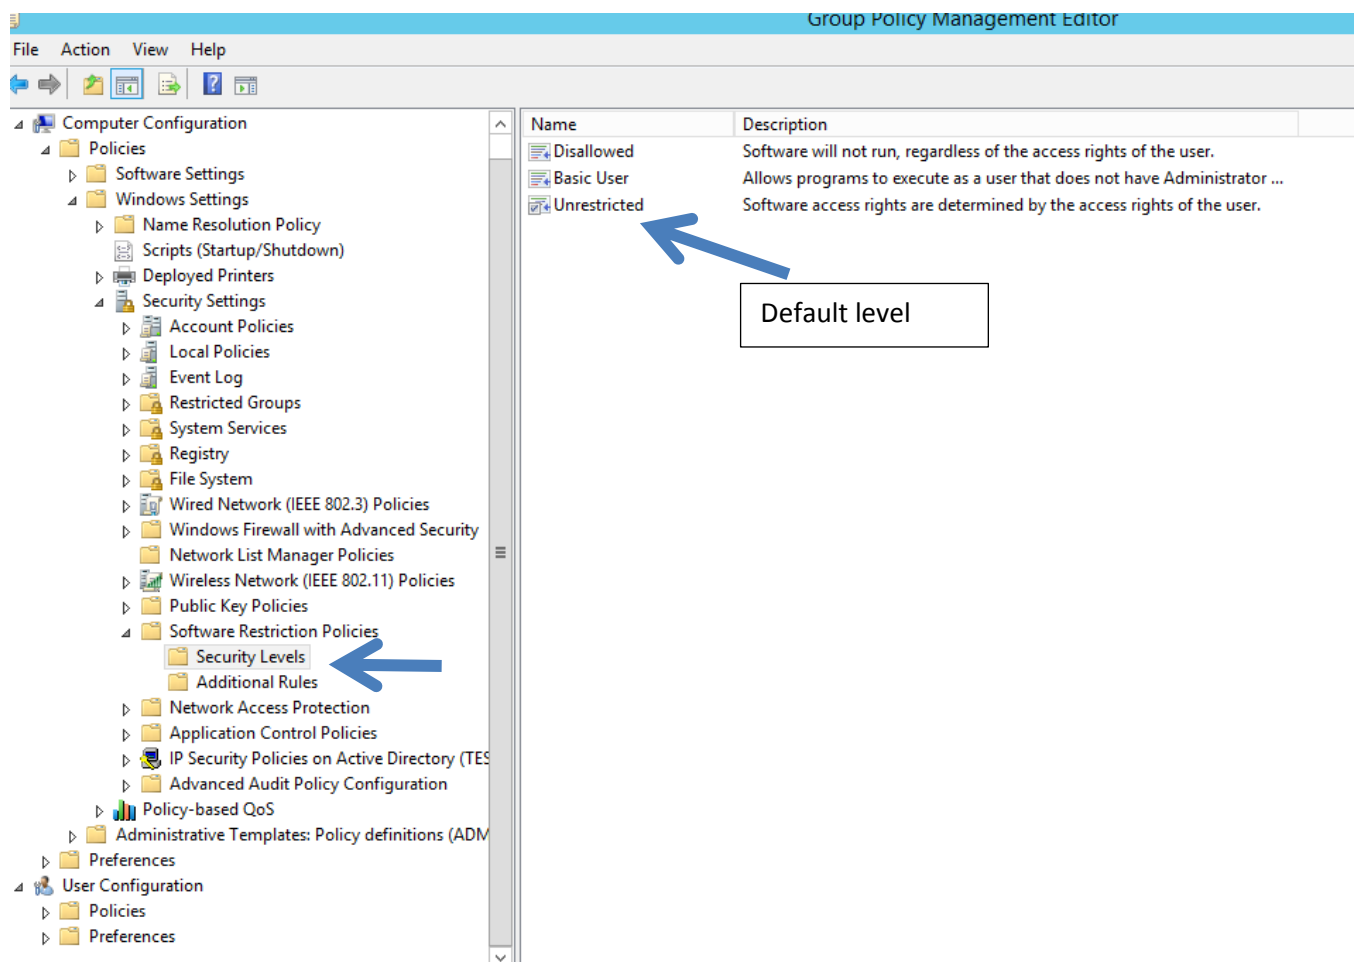 Group Policy Management Editor
File Action View Help
Computer Configuration
Policies
Software Settings
Windows Settings
Name Resolution Policy
Scripts (Startup/Shutdown)
Deployed Printers
Security Settings
Account Policies
Local Policies
Event Log
Restricted Groups
System Services
Registry
File System
Wired Network (IEEE 802.3) Policies
Windows Firewall with Advanced Security
Network List Manager Policies
Wireless Network (IEEE 802.11) Policies
Public Key Policies
Software Restriction Policies
Security Levels
Additional Rules
Network Access Protection
Application Control Policies
IP Security Policies on Active Directory (TES
Advanced Audit Policy Configuration
Policy-based QoS
Administrative Templates: Policy definitions (ADM
Preferences
User Configuration
Policies
Preferences
Name Description
Disallowed Software will not run, regardless of the access rights of the user.
Basic User Allows programs to execute as a user that does not have Administrator ...
Unrestricted Software access rights are determined by the access rights of the user.
Default level